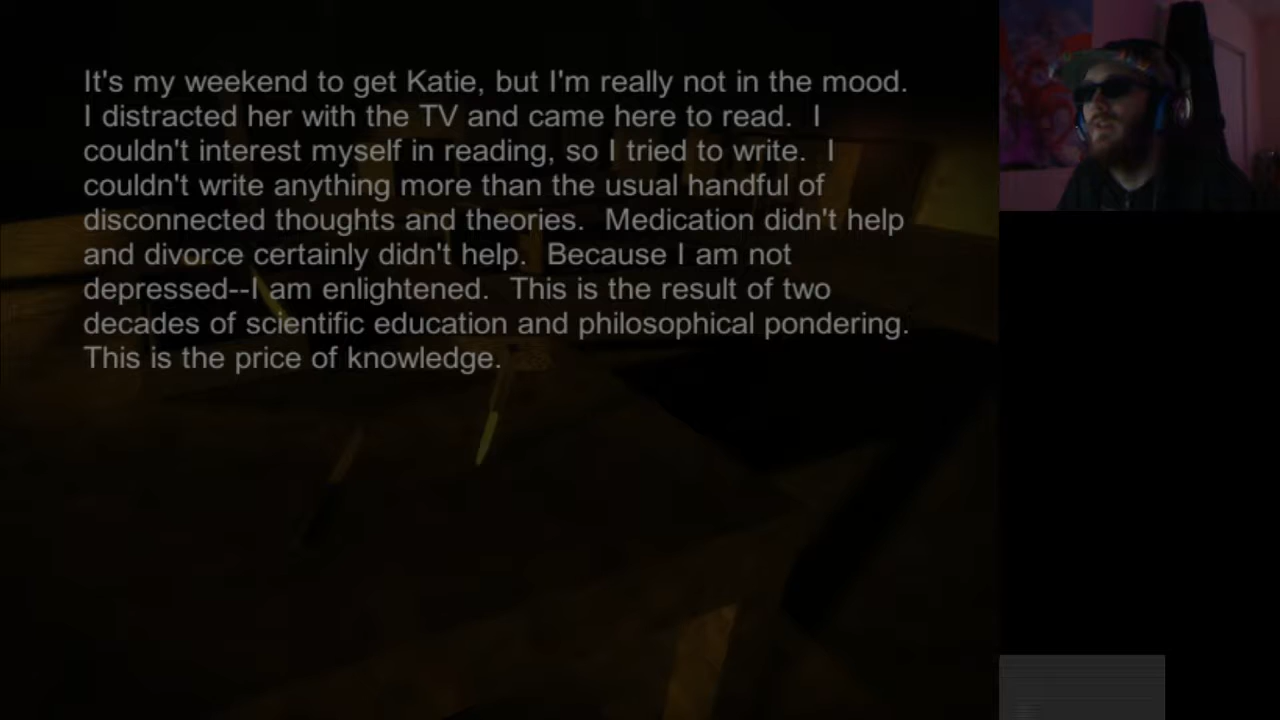 It's my weekend to get Katie, but I'm really not in the mood.
I distracted her with the TV and came here to read.  I
couldn't interest myself in reading, so I tried to write.  I
couldn't write anything more than the usual handful of
disconnected thoughts and theories.  Medication didn't help
and divorce certainly didn't help.  Because I am not
depressed--I am enlightened.  This is the result of two
decades of scientific education and philosophical pondering.
This is the price of knowledge.